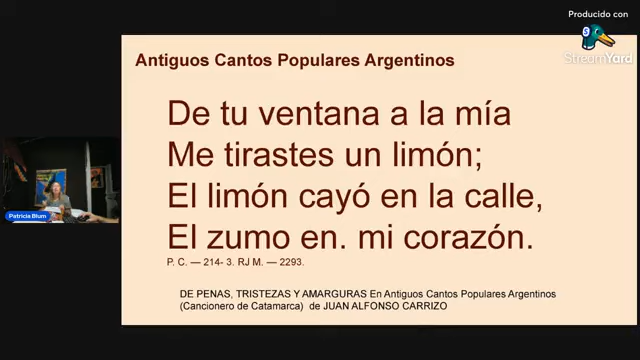 Producido con
StreamYard
Antiguos Cantos Populares Argentinos
De tu ventana a la mía
Me tirastes un limón;
El limón cayó en la calle,
El zumo en. mi corazón.
P. C. — 214- 3. RJ M. — 2293.
Patricia Blum
DE PENAS, TRISTEZAS Y AMARGURAS En Antiguos Cantos Populares Argentinos
(Cancionero de Catamarca) de JUAN ALFONSO CARRIZO